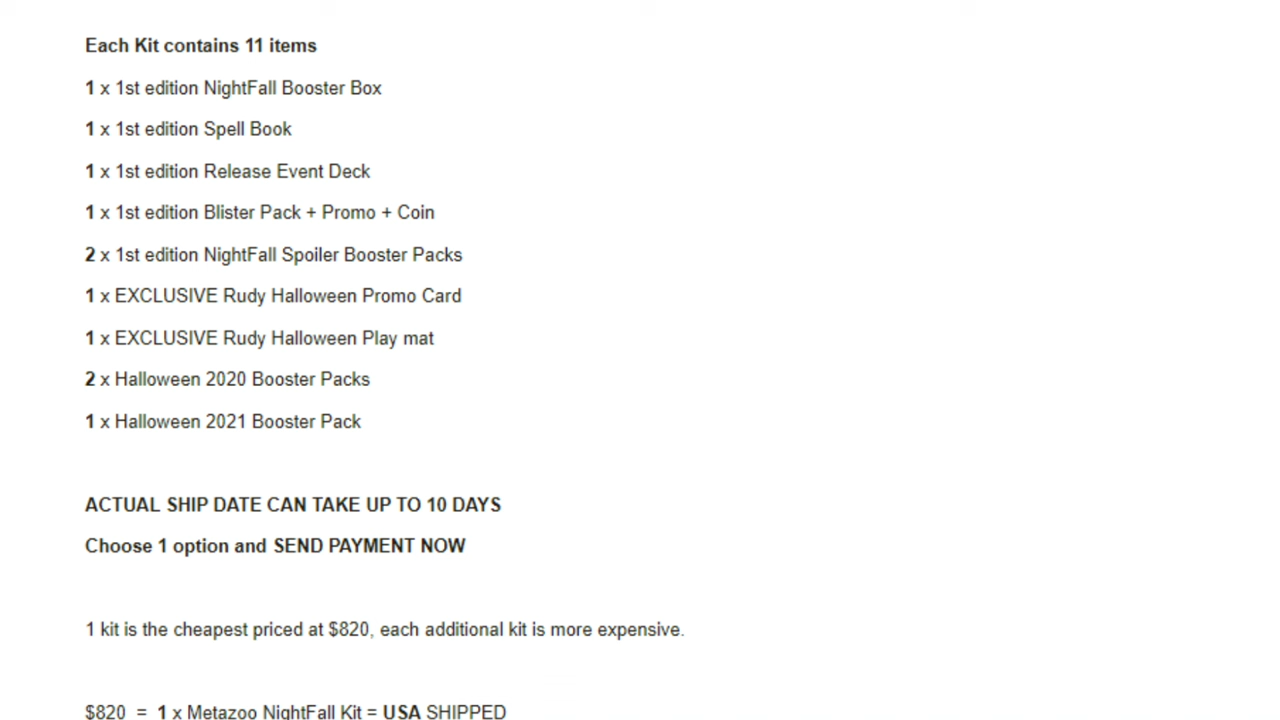 Each Kit contains 11 items
1 x 1st edition NightFall Booster Box
1 x 1st edition Spell Book
1 x 1st edition Release Event Deck
1 x 1st edition Blister Pack + Promo + Coin
2 x 1st edition NightFall Spoiler Booster Packs
1 x EXCLUSIVE Rudy Halloween Promo Card
1 x EXCLUSIVE Rudy Halloween Play mat
2 x Halloween 2020 Booster Packs
1 x Halloween 2021 Booster Pack
ACTUAL SHIP DATE CAN TAKE UP TO 10 DAYS
Choose 1 option and SEND PAYMENT NOW
1 kit is the cheapest priced at $820, each additional kit is more expensive.
$820 = 1 x Metazoo NightFall Kit = USA SHIPPED